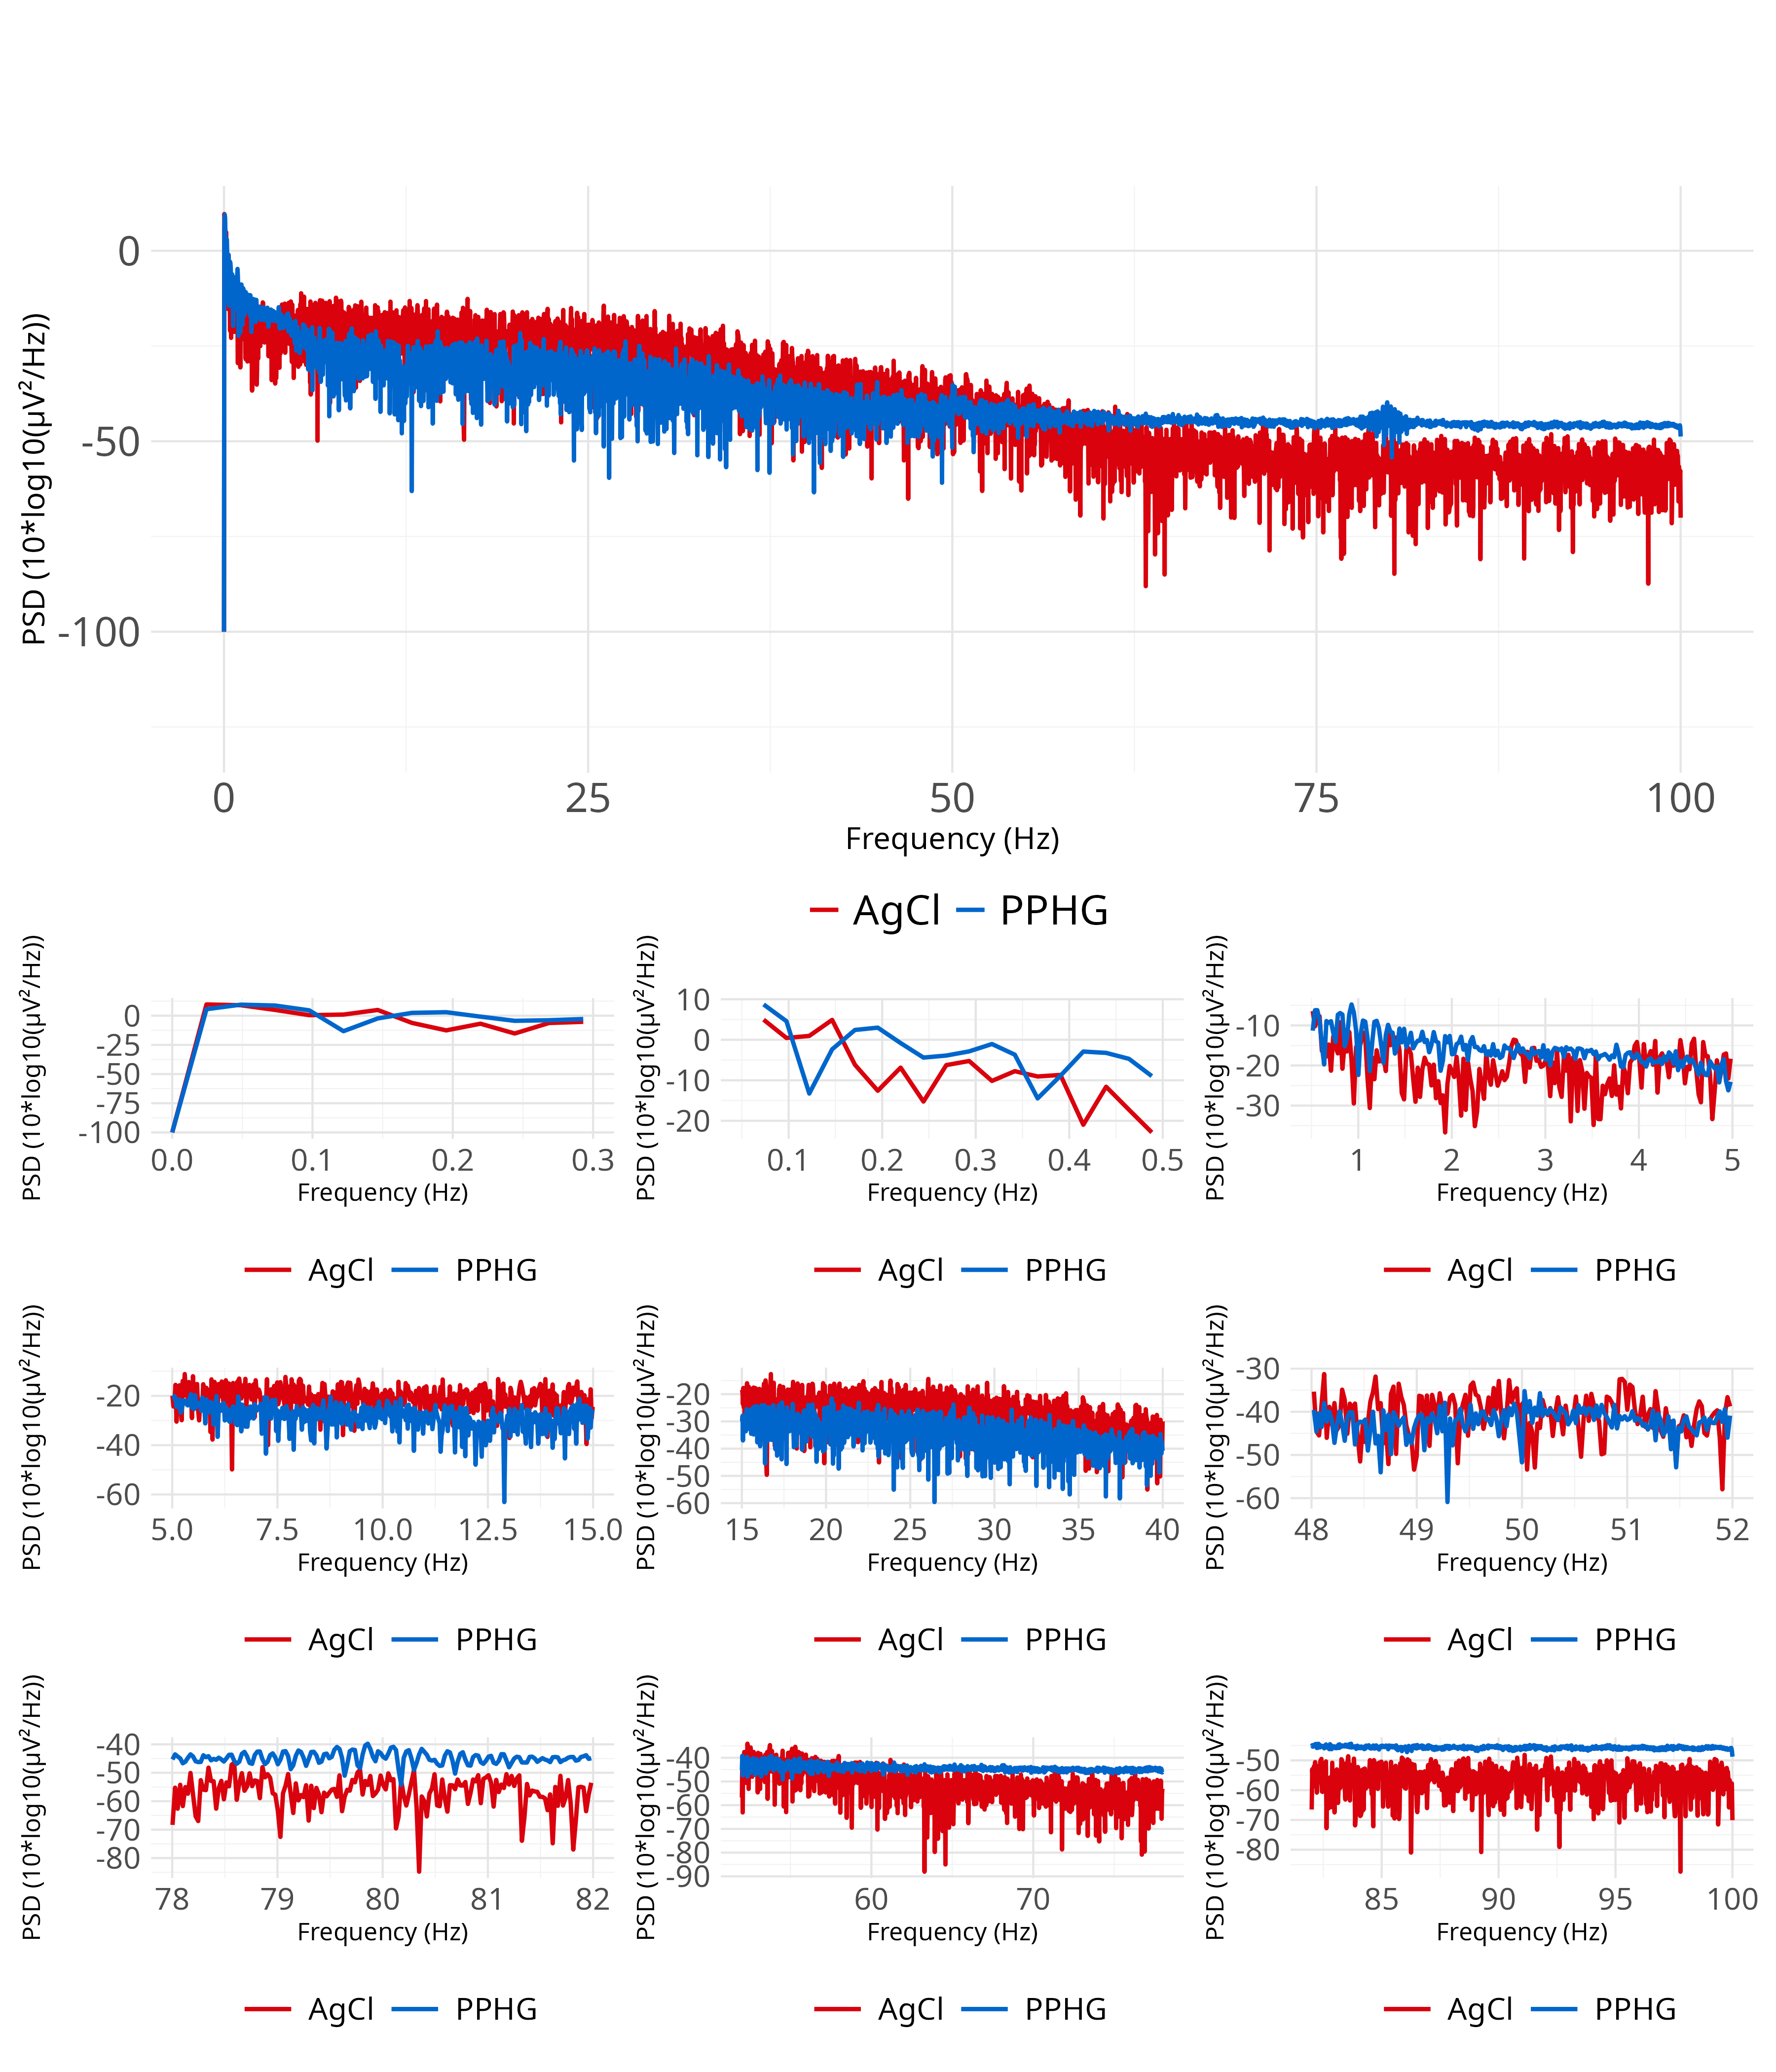 PSD (10*log10(µV²/Hz))
0
-50
-100
0 25 50 75 100
Frequency (Hz)
AgCl PPHG
PSD (10*log10(µV²/Hz))
0
-25
-50
-75
-100
0.0 0.1 0.2 0.3
Frequency (Hz)
AgCl PPHG
PSD (10*log10(µV²/Hz))
10
0
-10
-20
0.1 0.2 0.3 0.4 0.5
Frequency (Hz)
AgCl PPHG
PSD (10*log10(µV²/Hz))
-10
-20
-30
1 2 3 4 5
Frequency (Hz)
AgCl PPHG
PSD (10*log10(µV²/Hz))
-20
-40
-60
5.0 7.5 10.0 12.5 15.0
Frequency (Hz)
AgCl PPHG
PSD (10*log10(µV²/Hz))
-20
-30
-40
-50
-60
15 20 25 30 35 40
Frequency (Hz)
AgCl PPHG
PSD (10*log10(µV²/Hz))
-30
-40
-50
-60
48 49 50 51 52
Frequency (Hz)
AgCl PPHG
PSD (10*log10(µV²/Hz))
-40
-50
-60
-70
-80
78 79 80 81 82
Frequency (Hz)
AgCl PPHG
PSD (10*log10(µV²/Hz))
-40
-50
-60
-70
-80
-90
60 70
Frequency (Hz)
AgCl PPHG
PSD (10*log10(µV²/Hz))
-50
-60
-70
-80
85 90 95 100
Frequency (Hz)
AgCl PPHG